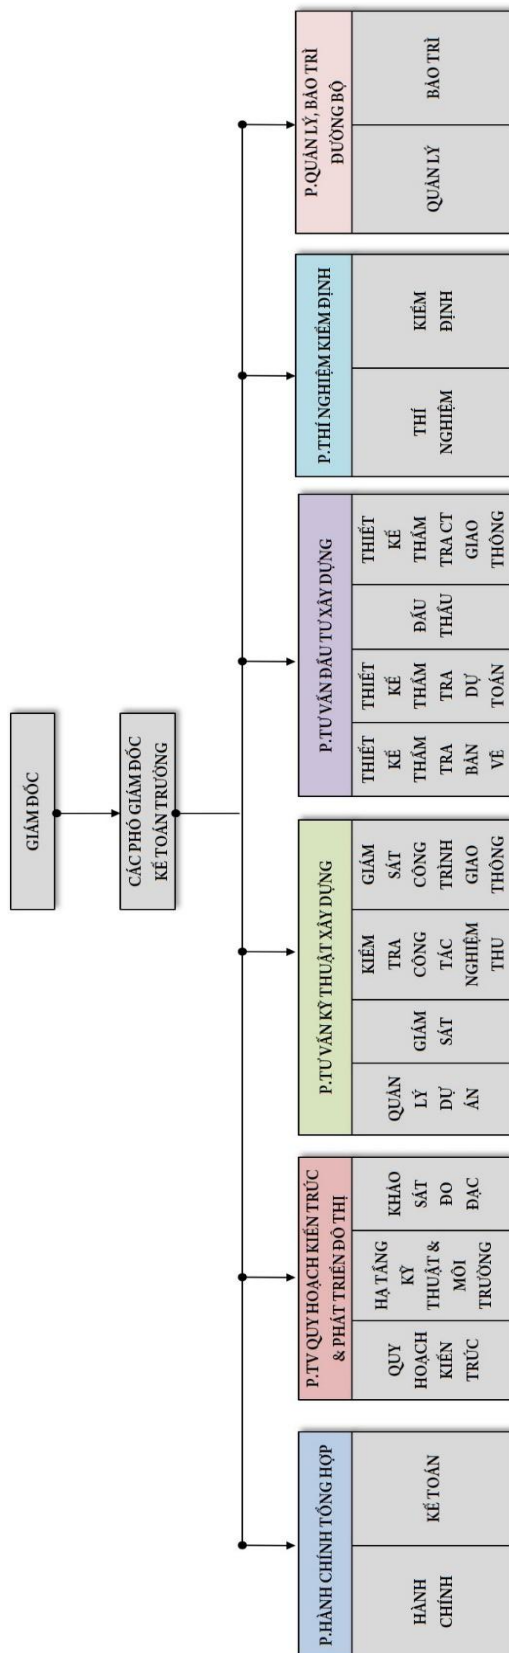 GIÁM ĐỐC
CÁC PHÓ GIÁM ĐỐC
KẾ TOÁN TRƯỞNG
P.HÀNH CHÍNH TỔNG HỢP
HÀNH
CHÍNH
KẾ TOÁN
P.TV QUY HOẠCH KIẾN TRÚC
& PHÁT TRIỂN ĐÔ THỊ
QUY
HOẠCH
KIẾN
TRÚC
HẠ TẦNG
KỸ
THUẬT &
MÔI
TRƯỜNG
KHẢO
SÁT
ĐO
ĐẠC
P.TƯ VẤN KỸ THUẬT XÂY DỰNG
QUẢN
LÝ
DỰ
ÁN
GIÁM
SÁT
KIỂM
TRA
CÔNG
TÁC
NGHIỆM
THU
GIÁM
SÁT
CÔNG
TRÌNH
GIAO
THÔNG
P.TƯ VẤN ĐẦU TƯ XÂY DỰNG
THIẾT
KẾ
THẨM
TRA
BẢN
VẼ
THIẾT
KẾ
THẨM
TRA
DỰ
TOÁN
ĐẤU
THẦU
THIẾT
KẾ
THẨM
TRA CT
GIAO
THÔNG
P.THÍ NGHIỆM KIỂM ĐỊNH
THÍ
NGHIỆM
KIỂM
ĐỊNH
P.QUẢN LÝ, BẢO TRÌ
ĐƯỜNG BỘ
QUẢN LÝ
BẢO TRÌ